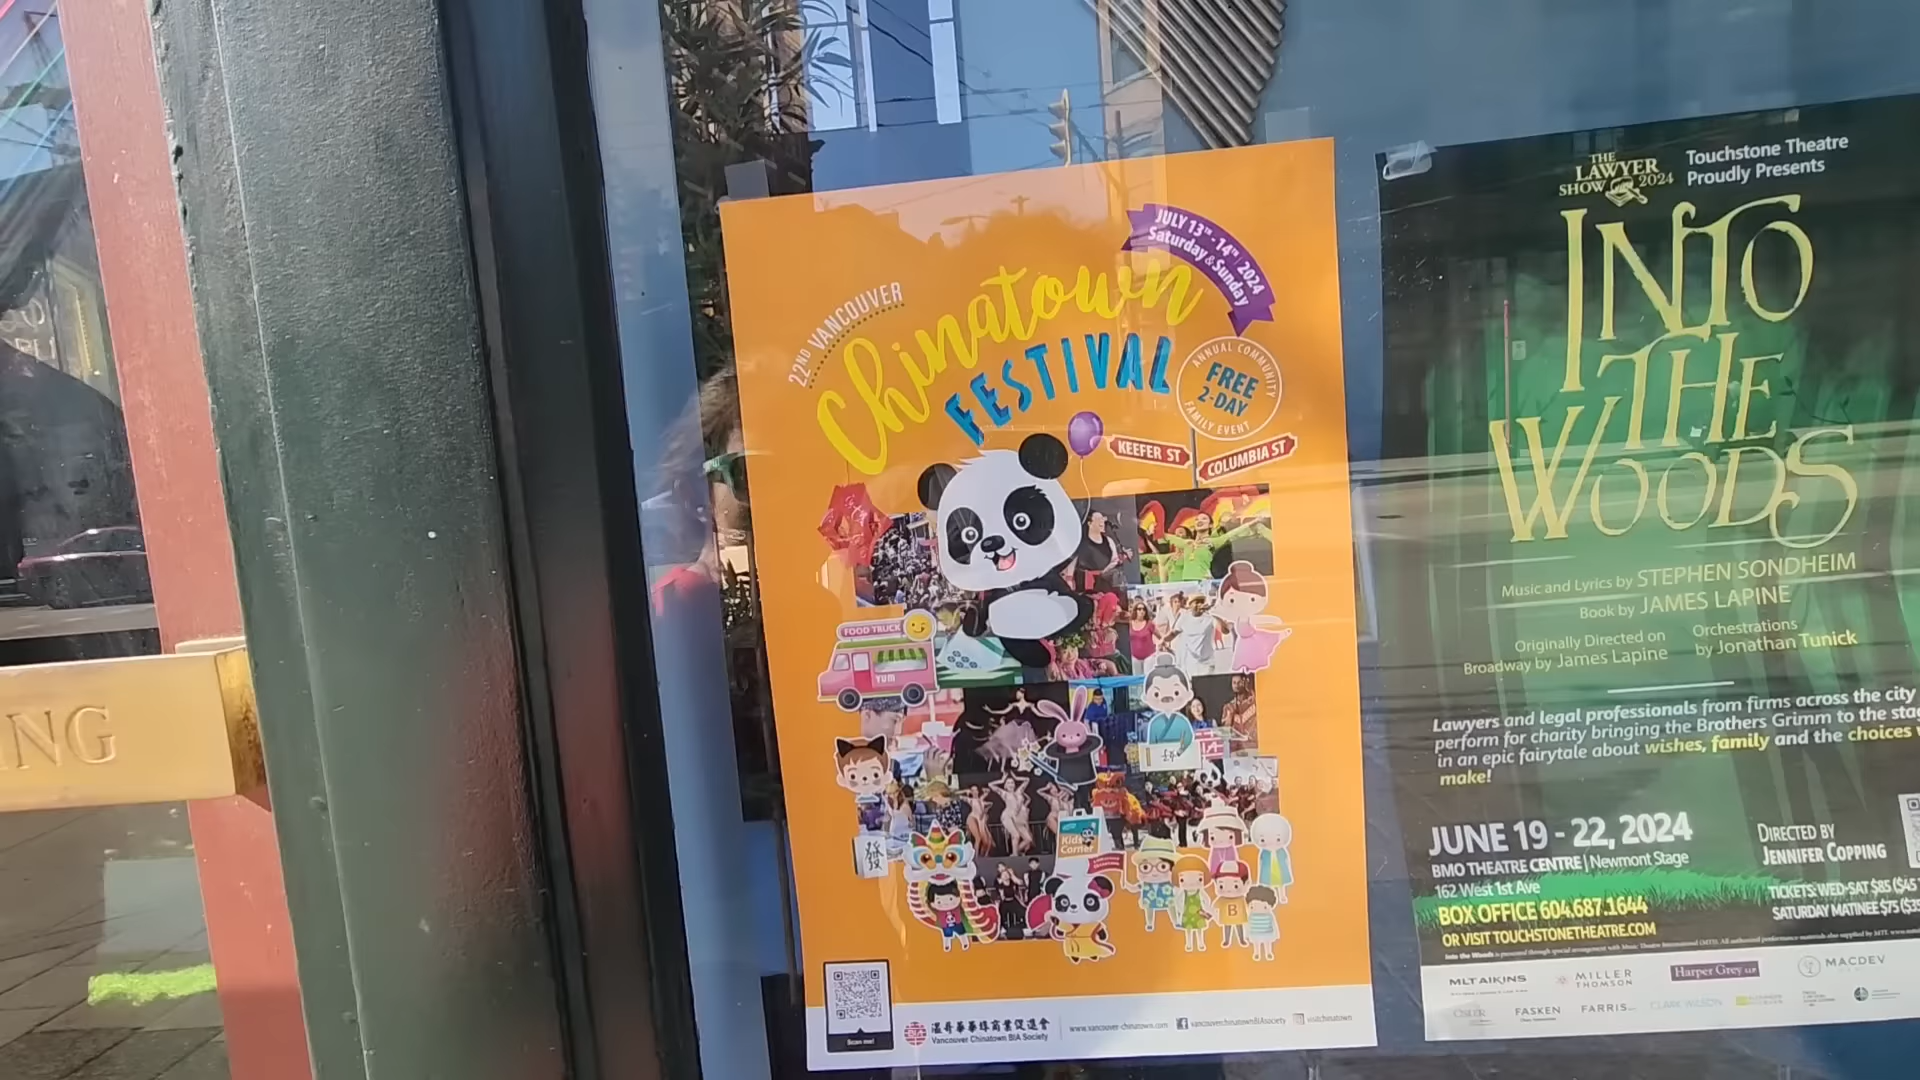 NG
22ND VANCOUVER
Chinatown
FESTIVAL
JULY 13TH - 14TH | 2024
Saturday & Sunday
ANNUAL COMMUNITY
FREE
2-DAY
FAMILY EVENT
KEEFER ST
COLUMBIA ST
FOOD TRUCK
YUM
Kids
Corner
發
B
Scan me!
BIA
溫哥華華埠商業促進會
Vancouver Chinatown BIA Society
www.vancouver-chinatown.com
vancouverchinatownBIAsociety
visitchinatown
THE
LAWYER
SHOW 2024
Touchstone Theatre
Proudly Presents
INTO
THE
WOODS
Music and Lyrics by STEPHEN SONDHEIM
Book by JAMES LAPINE
Originally Directed on
Broadway by James Lapine
Orchestrations
by Jonathan Tunick
Lawyers and legal professionals from firms across the city
perform for charity bringing the Brothers Grimm to the sta
in an epic fairytale about wishes, family and the choices
make!
JUNE 19 - 22, 2024
BMO THEATRE CENTRE | Newmont Stage
162 West 1st Ave
BOX OFFICE 604.687.1644
OR VISIT TOUCHSTONETHEATRE.COM
DIRECTED BY
JENNIFER COPPING
TICKETS: WED-SAT $85 ($45
SATURDAY MATINEE $75 ($35
MLT AIKINS
MILLER
THOMSON
Harper Grey LLP
MACDEV
FASKEN
FARRIS
CLARK WILSON